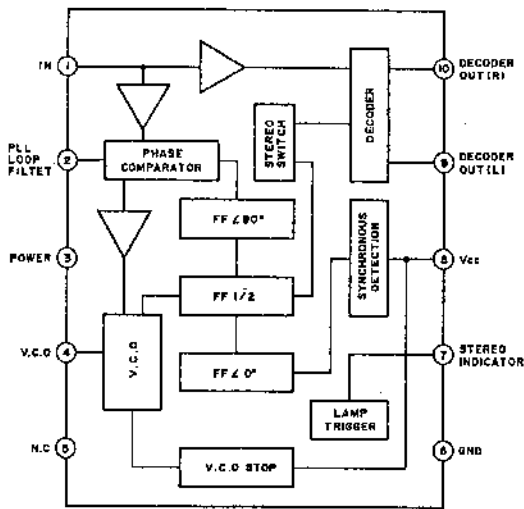 IN 1
PLL
LOOP
FILTET
2
POWER 3
V.C.O 4
N.C 5
10 DECODER
OUT(R)
9 DECODER
OUT(L)
8 Vcc
7 STEREO
INDICATOR
6 GND
PHASE
COMPARATOR
STEREO
SWITCH
DECODER
FF ∠ 90°
FF 1/2
FF ∠ 0°
SYNCHRONOUS
DETECTION
V.C.O
LAMP
TRIGGER
V.C.O STOP